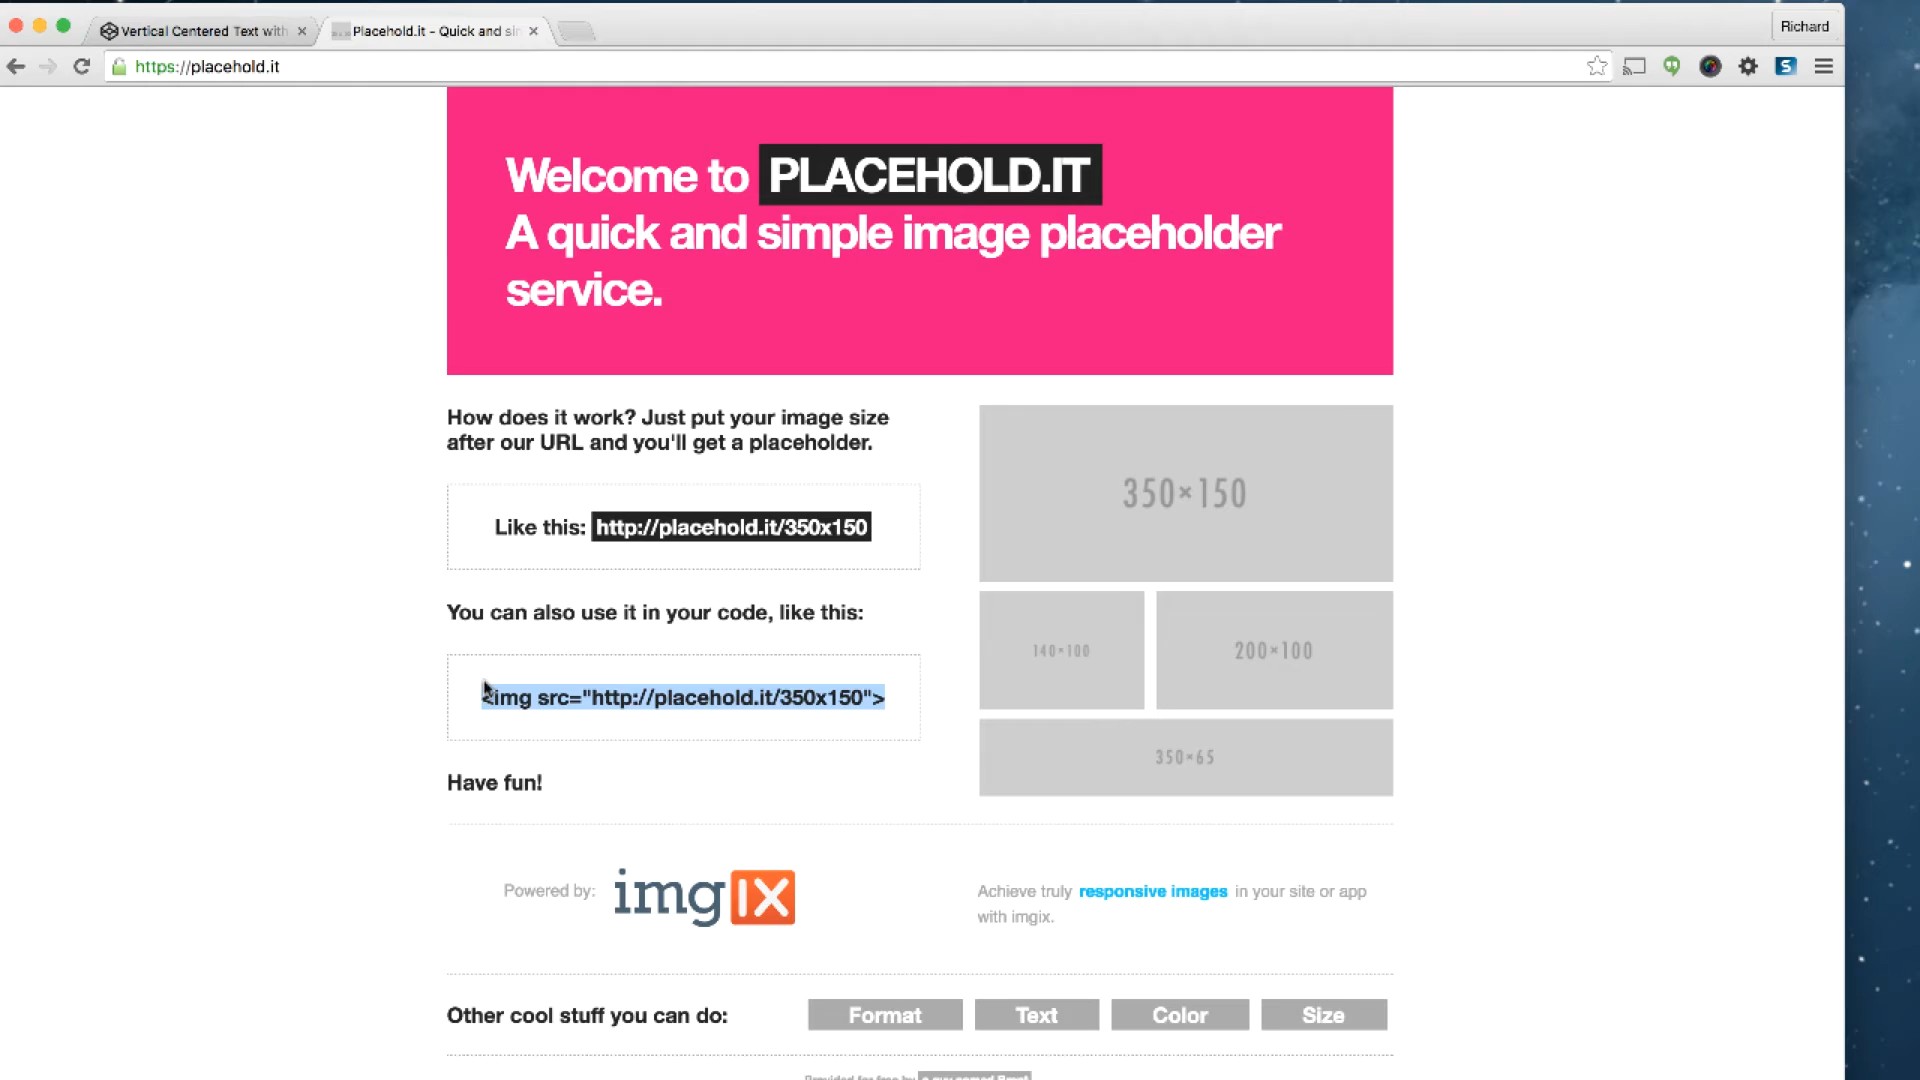 Vertical Centered Text with
Placehold.it - Quick and si
Richard
https://placehold.it
Welcome to PLACEHOLD.IT
A quick and simple image placeholder
service.
How does it work? Just put your image size
after our URL and you'll get a placeholder.
Like this: http://placehold.it/350x150
You can also use it in your code, like this:
<img src="http://placehold.it/350x150">
Have fun!
350×150
140×100
200×100
350×65
Powered by: imgIX
Achieve truly responsive images in your site or app
with imgix.
Other cool stuff you can do: Format Text Color Size
Provided for free by